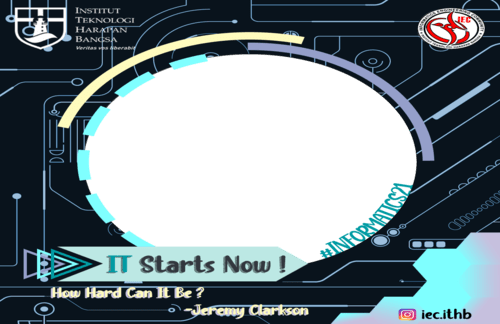 INSTITUT
TEKNOLOGI
HARAPAN
BANGSA
Veritas vos liberabit
IEC
#INFORMATICS21
IT Starts Now !
How Hard Can It Be ?
-Jeremy Clarkson
iec.ithb